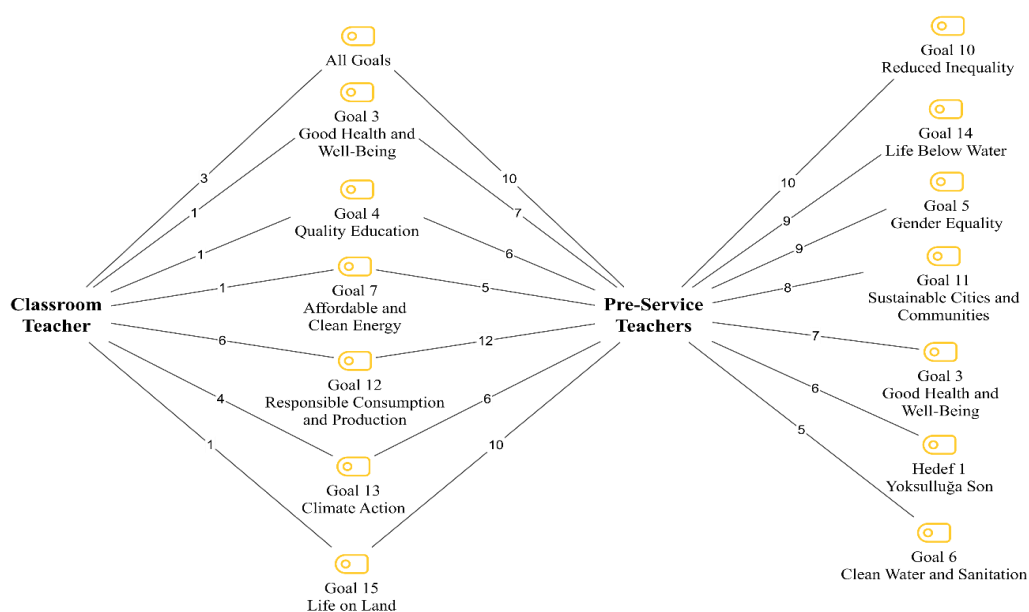 All Goals
Goal 3
Good Health and
Well-Being
Goal 4
Quality Education
Goal 7
Affordable and
Clean Energy
Goal 12
Responsible Consumption
and Production
Goal 13
Climate Action
Goal 15
Life on Land
Classroom
Teacher
3
1
1
1
6
4
1
Pre-Service
Teachers
10
7
6
5
12
6
10
10
9
9
8
7
6
5
Goal 10
Reduced Inequality
Goal 14
Life Below Water
Goal 5
Gender Equality
Goal 11
Sustainable Cities and
Communities
Goal 3
Good Health and
Well-Being
Hedef 1
Yoksulluğa Son
Goal 6
Clean Water and Sanitation